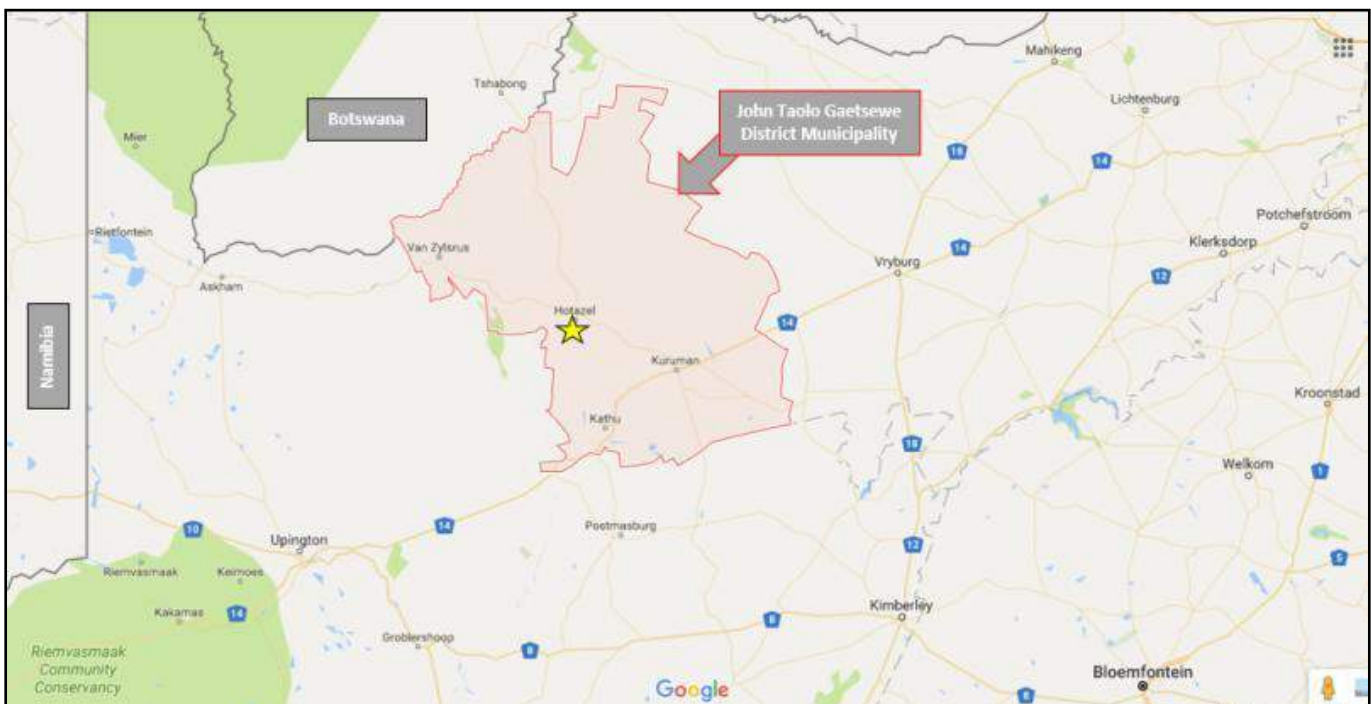 Mahikeng
Tshabong
Lichtenburg
John Taolo Gaetsewe
District Municipality
Botswana
Mier
18
14
Potchefstroom
Rietfontein
Klerksdorp
Van Zylsrus
14
Vryburg
12
Askham
Hotazel
14
Namibia
Kuruman
Kroonstad
Kathu
18
Welkom
1
10
14
Postmasburg
Upington
12
5
Riemvasmaak
Keimoes
Kimberley
Kakamas
14
8
Groblershoop
8
Riemvasmaak
Community
Conservancy
Bloemfontein
Google
6